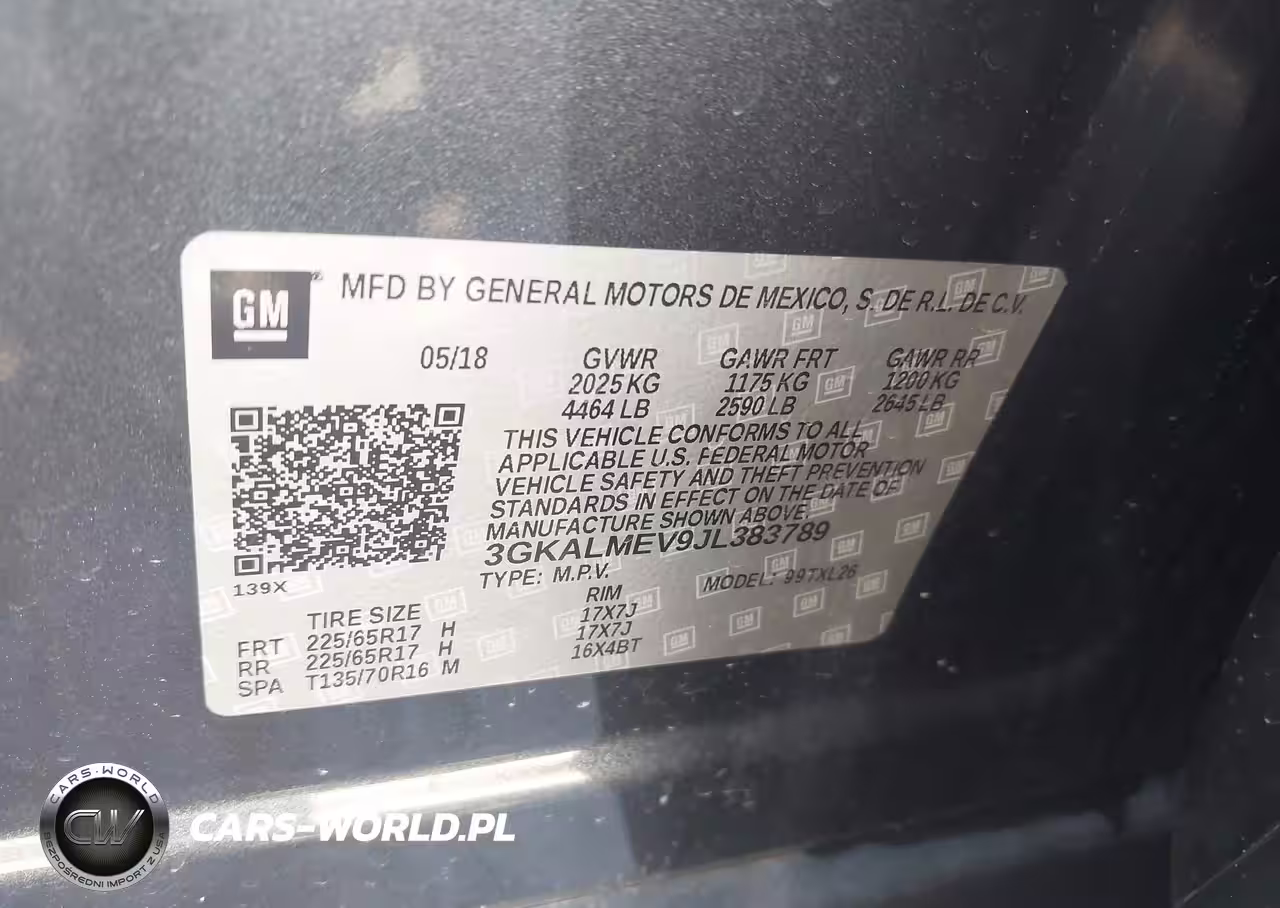 GM
MFD BY GENERAL MOTORS DE MEXICO, S. DE R.L. DE C.V.
05/18 GVWR GAWR FRT GAWR RR
2025 KG 1175 KG 1200 KG
4464 LB 2590 LB 2645 LB
THIS VEHICLE CONFORMS TO ALL
APPLICABLE U.S. FEDERAL MOTOR
VEHICLE SAFETY AND THEFT PREVENTION
STANDARDS IN EFFECT ON THE DATE OF
MANUFACTURE SHOWN ABOVE.
3GKALMEV9JL383789
139X
TYPE: M.P.V. MODEL: 99TXL26
TIRE SIZE RIM
FRT 225/65R17 H 17X7J
RR 225/65R17 H 17X7J
SPA T135/70R16 M 16X4BT
CARS-WORLD
CW
BEZPOŚREDNI IMPORT Z USA
CARS-WORLD.PL